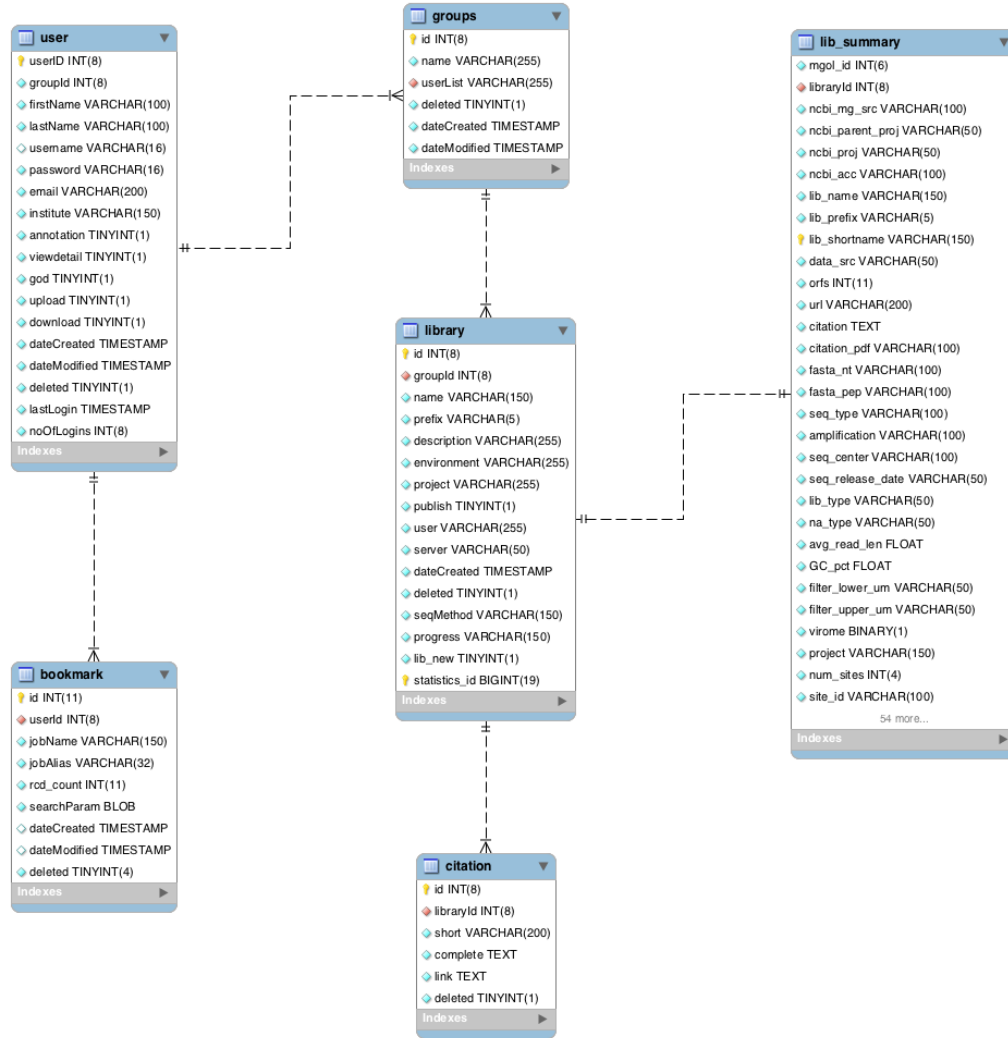 user
userID INT(8)
groupId INT(8)
firstName VARCHAR(100)
lastName VARCHAR(100)
username VARCHAR(16)
password VARCHAR(16)
email VARCHAR(200)
institute VARCHAR(150)
annotation TINYINT(1)
viewdetail TINYINT(1)
god TINYINT(1)
upload TINYINT(1)
download TINYINT(1)
dateCreated TIMESTAMP
dateModified TIMESTAMP
deleted TINYINT(1)
lastLogin TIMESTAMP
noOfLogins INT(8)
Indexes
bookmark
id INT(11)
userId INT(8)
jobName VARCHAR(150)
jobAlias VARCHAR(32)
rcd_count INT(11)
searchParam BLOB
dateCreated TIMESTAMP
dateModified TIMESTAMP
deleted TINYINT(4)
Indexes
groups
id INT(8)
name VARCHAR(255)
userList VARCHAR(255)
deleted TINYINT(1)
dateCreated TIMESTAMP
dateModified TIMESTAMP
Indexes
library
id INT(8)
groupId INT(8)
name VARCHAR(150)
prefix VARCHAR(5)
description VARCHAR(255)
environment VARCHAR(255)
project VARCHAR(255)
publish TINYINT(1)
user VARCHAR(255)
server VARCHAR(50)
dateCreated TIMESTAMP
deleted TINYINT(1)
seqMethod VARCHAR(150)
progress VARCHAR(150)
lib_new TINYINT(1)
statistics_id BIGINT(19)
Indexes
citation
id INT(8)
libraryId INT(8)
short VARCHAR(200)
complete TEXT
link TEXT
deleted TINYINT(1)
Indexes
lib_summary
mgol_id INT(6)
libraryId INT(8)
ncbi_mg_src VARCHAR(100)
ncbi_parent_proj VARCHAR(50)
ncbi_proj VARCHAR(50)
ncbi_acc VARCHAR(100)
lib_name VARCHAR(150)
lib_prefix VARCHAR(5)
lib_shortname VARCHAR(150)
data_src VARCHAR(50)
orfs INT(11)
url VARCHAR(200)
citation TEXT
citation_pdf VARCHAR(100)
fasta_nt VARCHAR(100)
fasta_pep VARCHAR(100)
seq_type VARCHAR(100)
amplification VARCHAR(100)
seq_center VARCHAR(100)
seq_release_date VARCHAR(50)
lib_type VARCHAR(50)
na_type VARCHAR(50)
avg_read_len FLOAT
GC_pct FLOAT
filter_lower_um VARCHAR(50)
filter_upper_um VARCHAR(50)
virome BINARY(1)
project VARCHAR(150)
num_sites INT(4)
site_id VARCHAR(100)
54 more...
Indexes